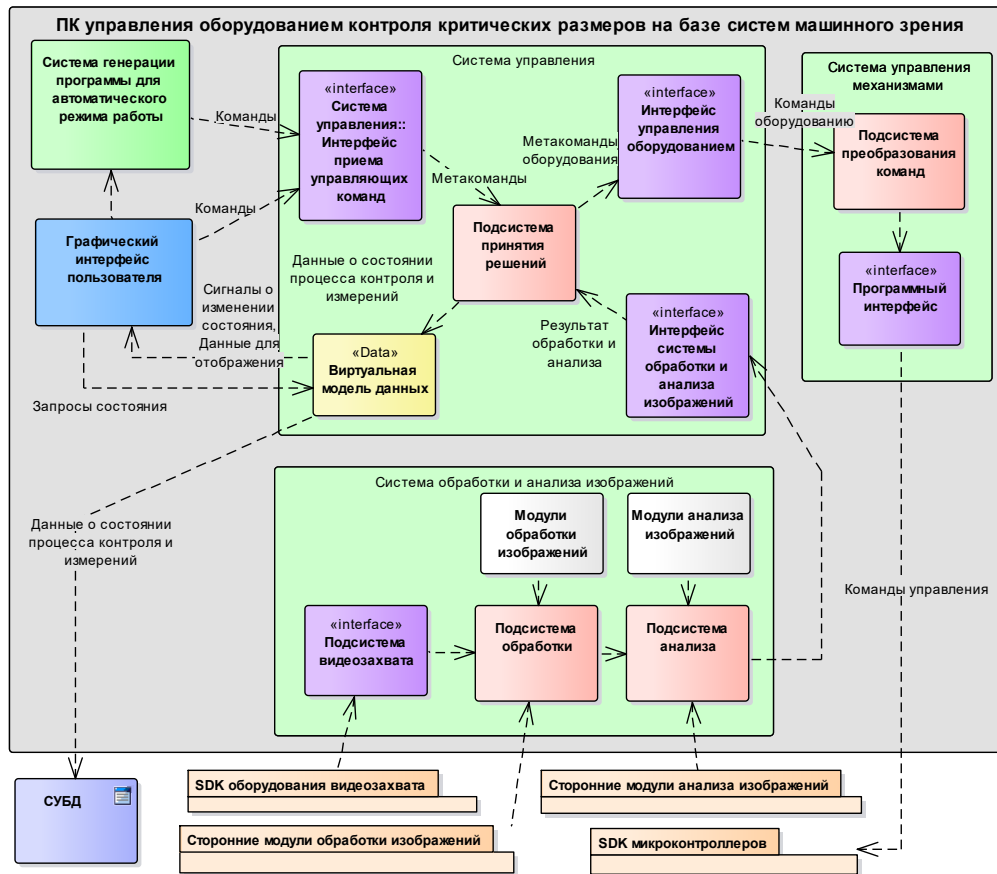 ПК управления оборудованием контроля критических размеров на базе систем машинного зрения
Система генерации
программы для
автоматического
режима работы
Команды
Графический
интерфейс
пользователя
Команды
Сигналы о
изменении
состояния,
Данные для
отображения
Запросы состояния
Система управления
«interface»
Система
управления::
Интерфейс
приема
управляющих
команд
Метакоманды
Подсистема
принятия
решений
Метакоманды
оборудования
«interface»
Интерфейс
управления
оборудованием
Данные о состоянии
процесса контроля и
измерений
«Data»
Виртуальная
модель данных
Результат
обработки и
анализа
«interface»
Интерфейс
системы
обработки и
анализа
изображений
Команды
оборудованию
Система управления
механизмами
Подсистема
преобразования
команд
«interface»
Программный
интерфейс
Команды управления
Данные о состоянии
процесса контроля и
измерений
Система обработки и анализа изображений
Модули
обработки
изображений
Модули анализа
изображений
«interface»
Подсистема
видеозахвата
Подсистема
обработки
Подсистема
анализа
СУБД
SDK оборудования видеозахвата
Сторонние модули обработки изображений
Сторонние модули анализа изображений
SDK микроконтроллеров